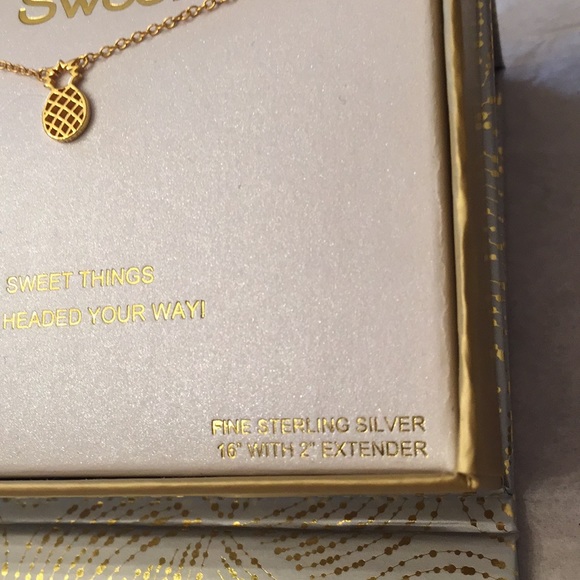 SWEET THINGS
HEADED YOUR WAY!
FINE STERLING SILVER
16" WITH 2" EXTENDER